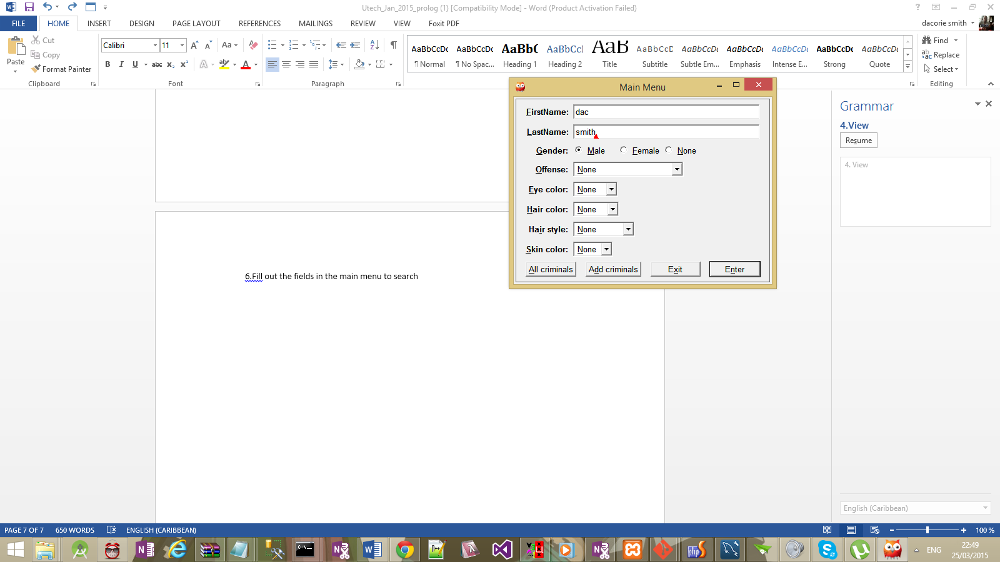 Utech_Jan_2015_prolog (1) [Compatibility Mode] - Word (Product Activation Failed)
FILE HOME INSERT DESIGN PAGE LAYOUT REFERENCES MAILINGS REVIEW VIEW Foxit PDF dacorie smith
Paste
Cut
Copy
Format Painter
Clipboard
Calibri 11
Font
Paragraph
AaBbCcDc AaBbCcDc AaBbC AaBbCc AaB AaBbCcD AaBbCcDc AaBbCcDc AaBbCcDc AaBbCcDc AaBbCcDc
¶ Normal ¶ No Spac... Heading 1 Heading 2 Title Subtitle Subtle Em... Emphasis Intense E... Strong Quote
Find
Replace
Select
Editing
Main Menu
FirstName: dac
LastName: smith
Gender: Male Female None
Offense: None
Eye color: None
Hair color: None
Hair style: None
Skin color: None
All criminals Add criminals Exit Enter
6.Fill out the fields in the main menu to search
Grammar
4.View
Resume
4. View
English (Caribbean)
PAGE 7 OF 7 650 WORDS ENGLISH (CARIBBEAN) 100 %
ENG
22:49
25/03/2015